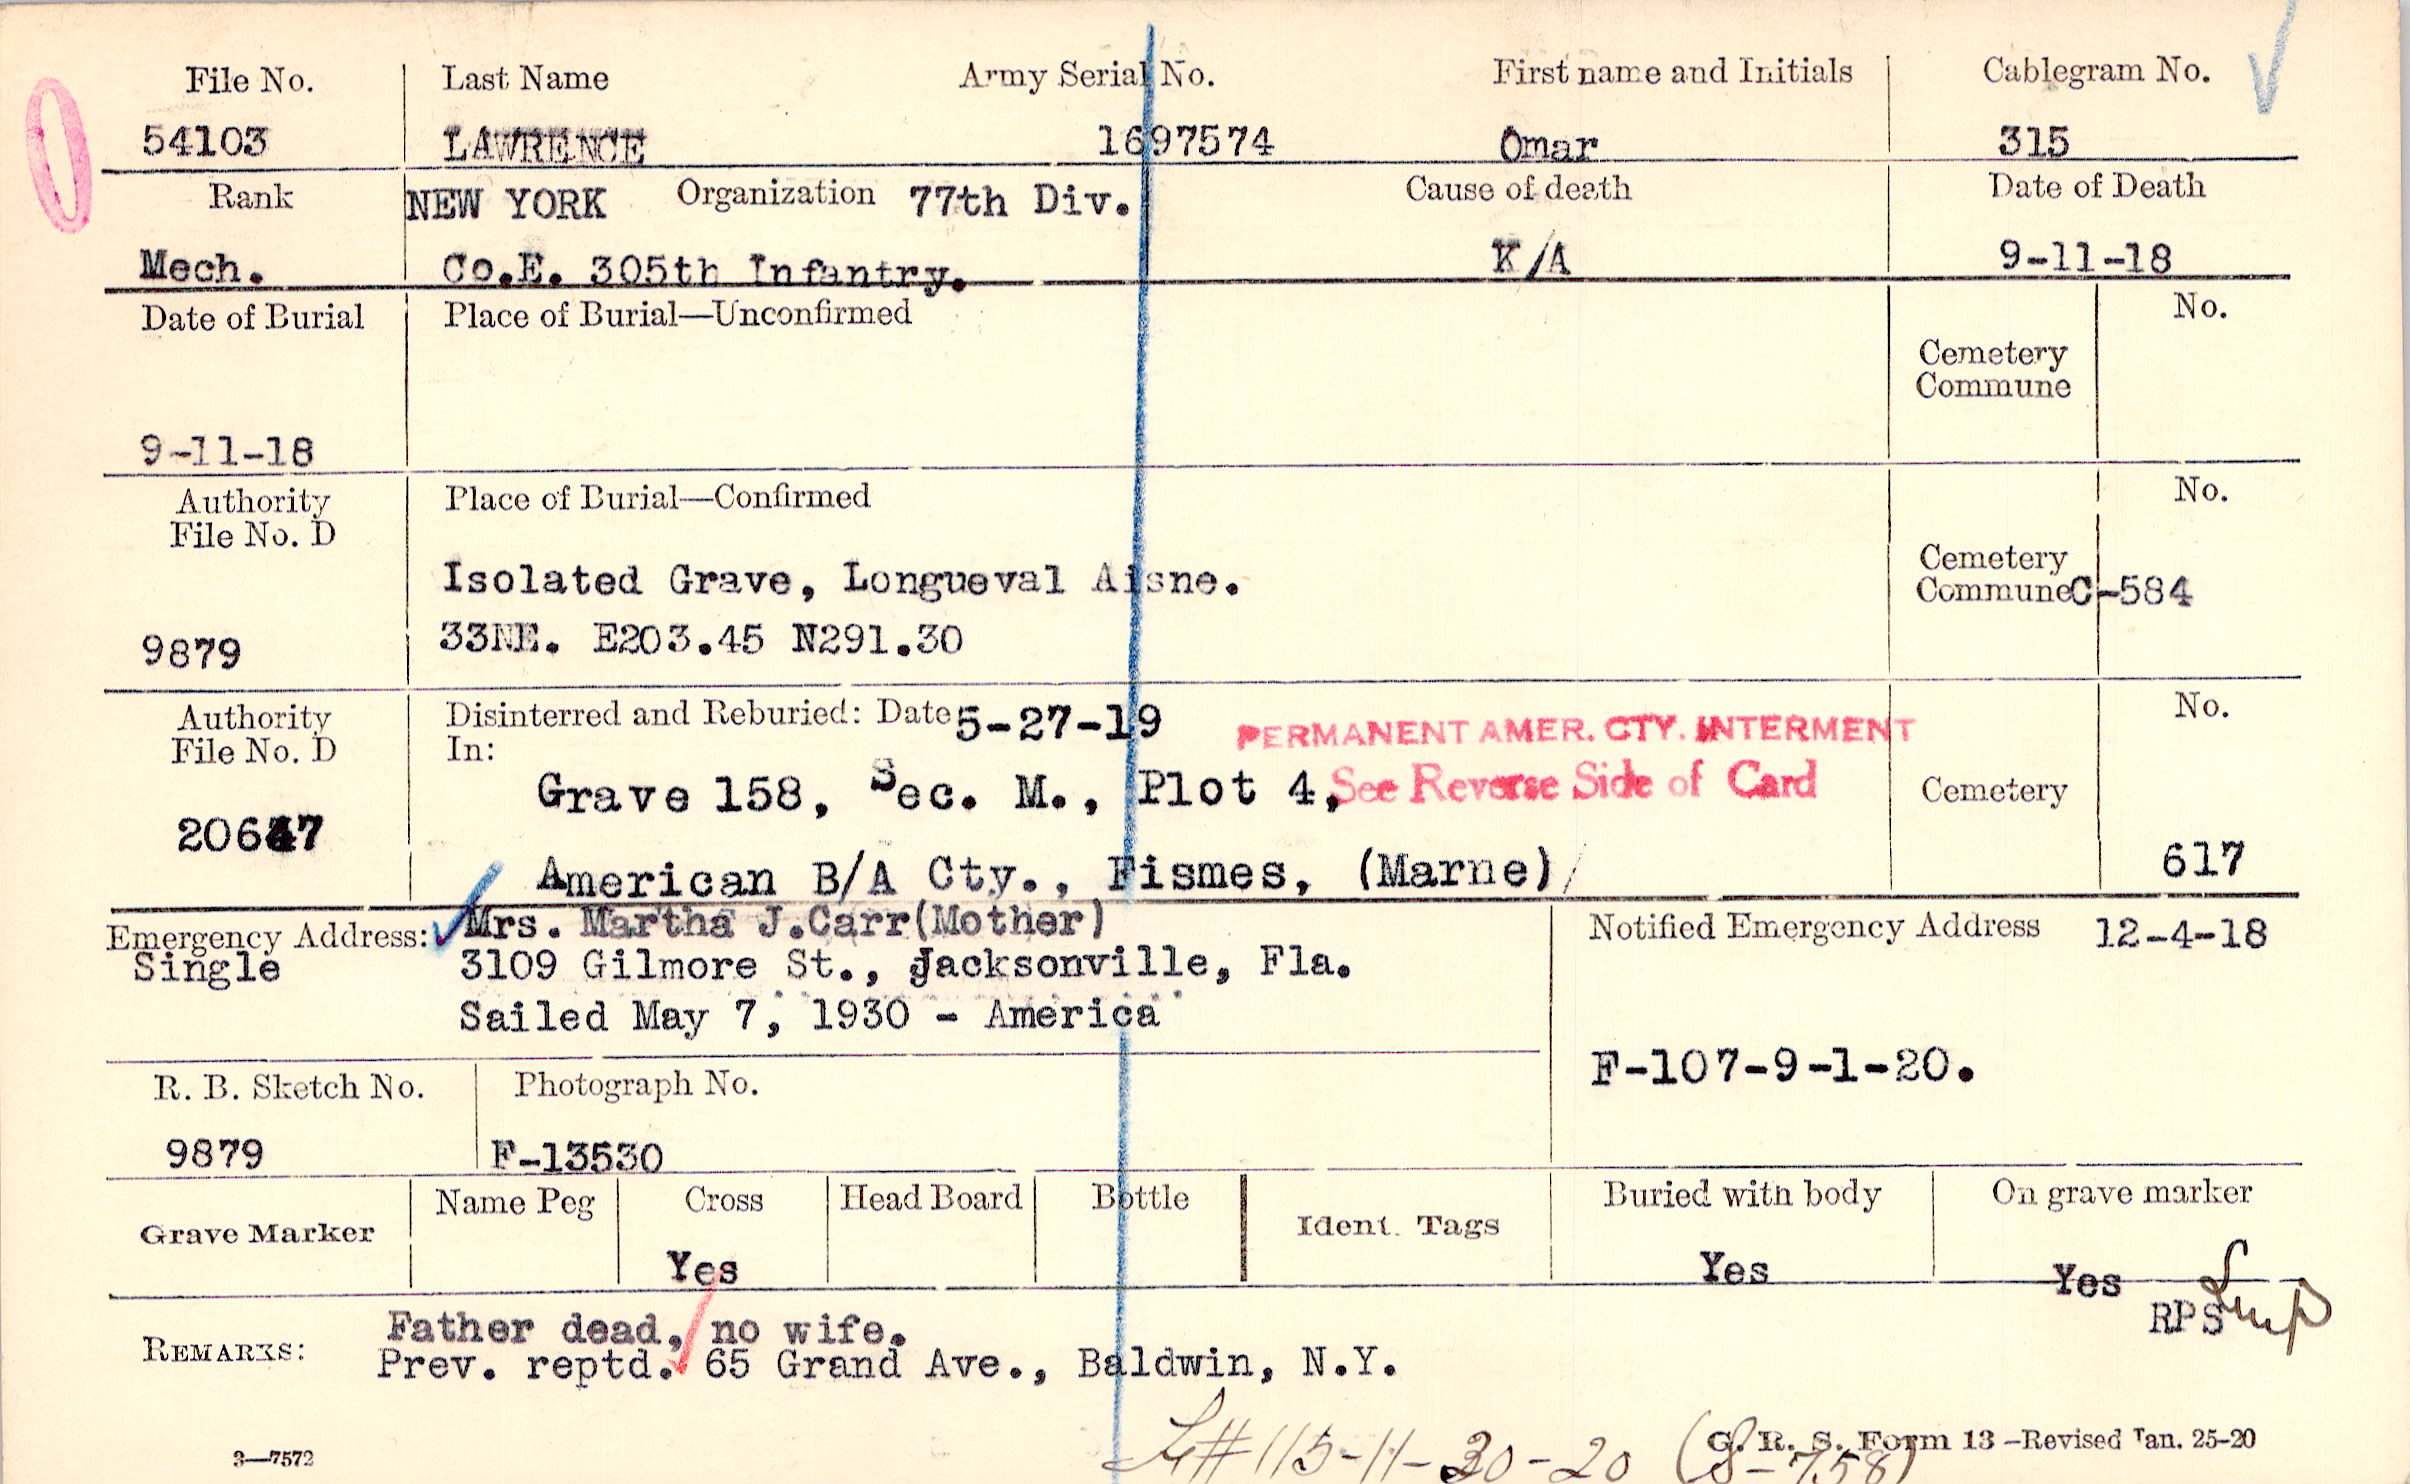 File No. Last Name Army Serial No. First name and Initials Cablegram No.
54103 LAWRENCE 1697574 Omar 315
Rank NEW YORK Organization 77th Div. Cause of death Date of Death
Mech. Co.E. 305th Infantry. K/A 9-11-18
Date of Burial Place of Burial—Unconfirmed No.
Cemetery
Commune
9-11-18
Authority Place of Burial—Confirmed No.
File No. D
Isolated Grave, Longueval Aisne. Cemetery
Commune C-584
9879 33NE. E203.45 N291.30
Authority Disinterred and Reburied: Date 5-27-19 PERMANENT AMER. CTY. INTERMENT No.
File No. D In:
Grave 158, Sec. M., Plot 4, See Reverse Side of Card Cemetery
20647
American B/A Cty., Fismes, (Marne) 617
Emergency Address: Mrs. Martha J.Carr(Mother) Notified Emergency Address 12-4-18
Single 3109 Gilmore St., Jacksonville, Fla.
Sailed May 7, 1930 - America
F-107-9-1-20.
R. B. Sketch No. Photograph No.
9879 F-13530
Grave Marker Name Peg Cross Head Board Bottle Ident. Tags Buried with body On grave marker
Yes Yes Yes
RPS
REMARKS: Father dead, no wife.
Prev. reptd. 65 Grand Ave., Baldwin, N.Y.
#115-11-30-20 (S-758)
3—7572 G. R. S. Form 13—Revised Jan. 25-20